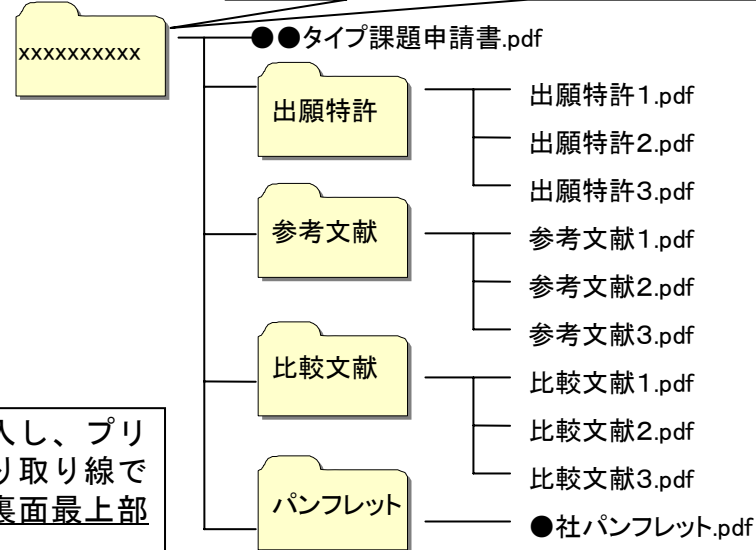 xxxxxxxxxx
●●タイプ課題申請書.pdf
出願特許
出願特許1.pdf
出願特許2.pdf
出願特許3.pdf
参考文献
参考文献1.pdf
参考文献2.pdf
参考文献3.pdf
比較文献
比較文献1.pdf
比較文献2.pdf
比較文献3.pdf
パンフレット
●社パンフレット.pdf
入し、プリ
り取り線で
裏面最上部